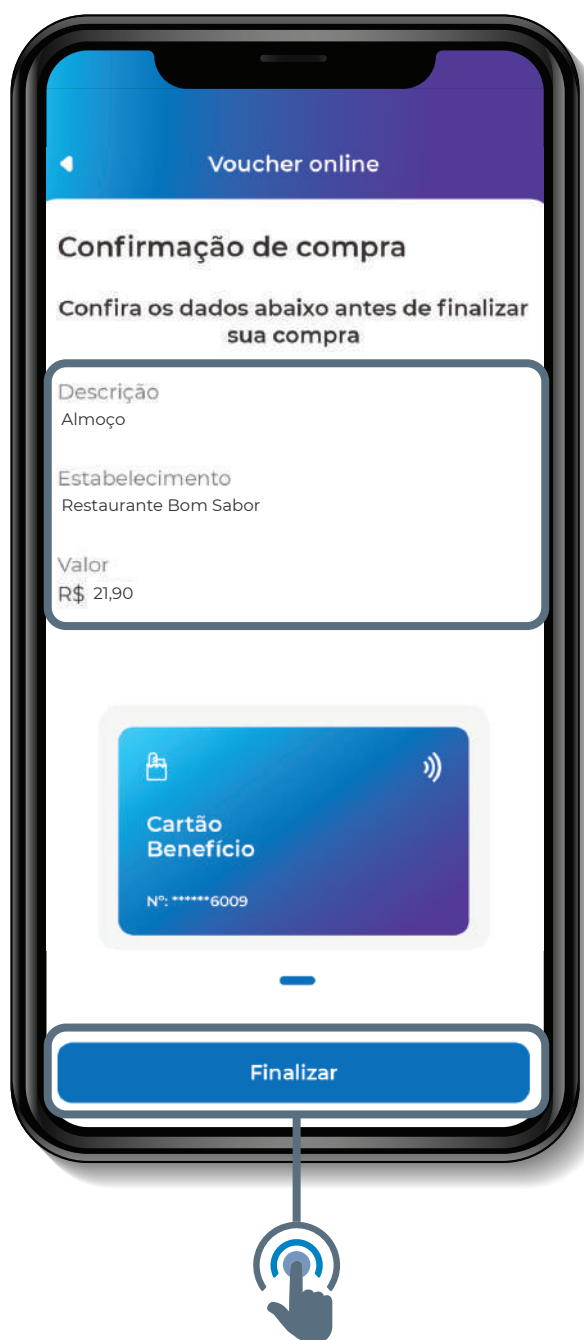 Voucher online
Confirmação de compra
Confira os dados abaixo antes de finalizar
sua compra
Descrição
Almoço
Estabelecimento
Restaurante Bom Sabor
Valor
R$ 21,90
Cartão
Benefício
Nº: ******6009
Finalizar